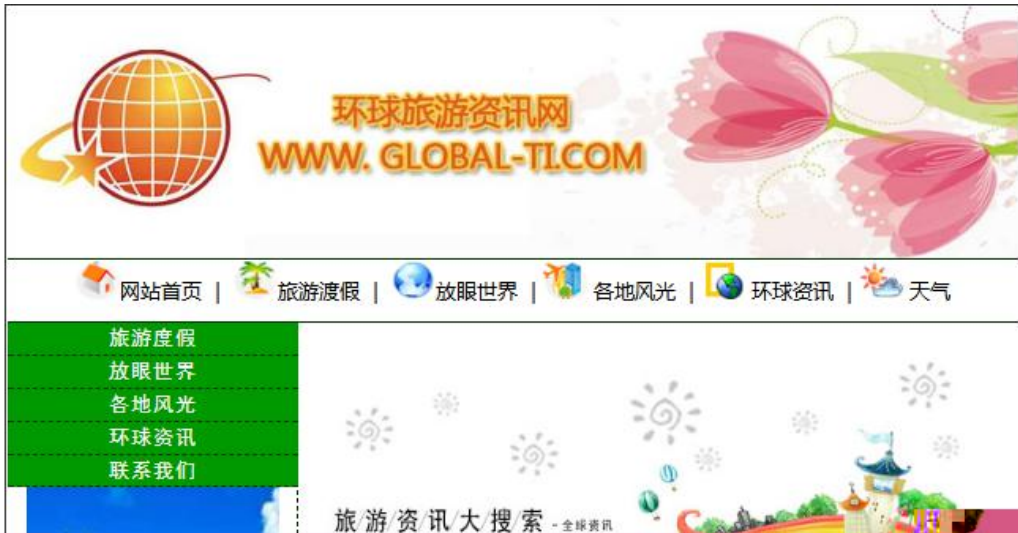 环球旅游资讯网
WWW. GLOBAL-TI.COM
网站首页 | 旅游渡假 | 放眼世界 | 各地风光 | 环球资讯 | 天气
旅游度假
放眼世界
各地风光
环球资讯
联系我们
旅/游/资/讯/大/搜/索 - 全球资讯